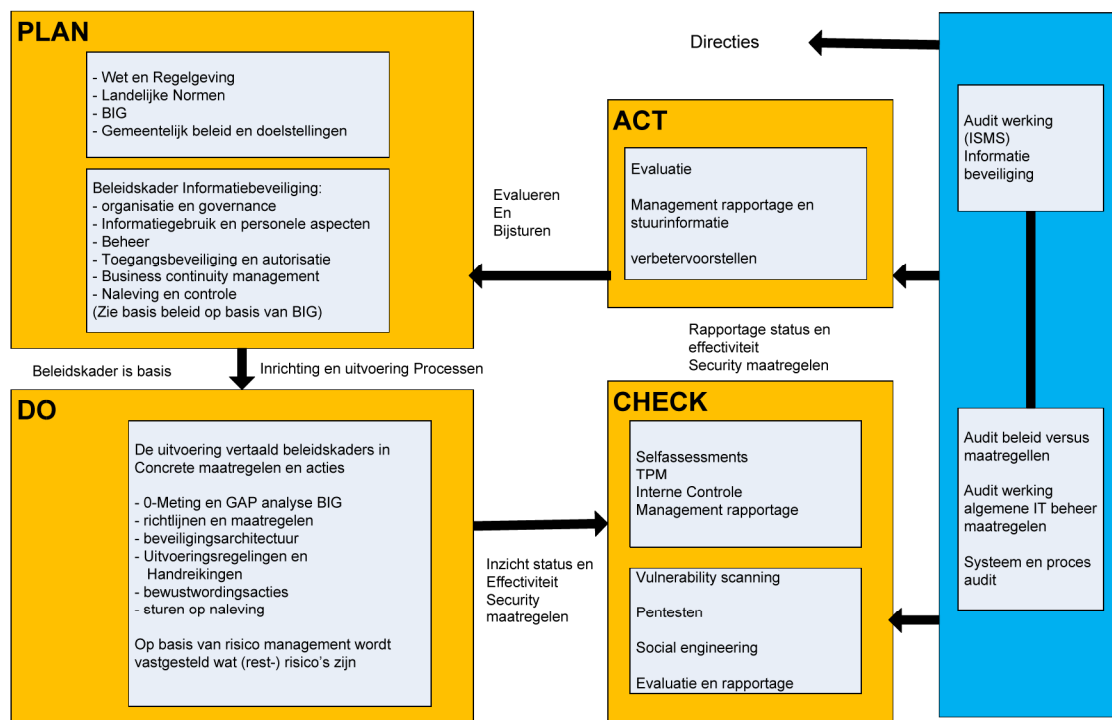 PLAN
- Wet en Regelgeving
- Landelijke Normen
- BIG
- Gemeentelijk beleid en doelstellingen
Beleidskader Informatiebeveiliging:
- organisatie en governance
- Informatiegebruik en personele aspecten
- Beheer
- Toegangsbeveiliging en autorisatie
- Business continuity management
- Naleving en controle
(Zie basis beleid op basis van BIG)
Beleidskader is basis
Inrichting en uitvoering Processen
DO
De uitvoering vertaald beleidskaders in
Concrete maatregelen en acties
- 0-Meting en GAP analyse BIG
- richtlijnen en maatregelen
- beveiligingsarchitectuur
- Uitvoeringsregelingen en
Handreikingen
- bewustwordingsacties
- sturen op naleving
Op basis van risico management wordt
vastgesteld wat (rest-) risico's zijn
Inzicht status en
Effectiviteit
Security
maatregelen
CHECK
Selfassessments
TPM
Interne Controle
Management rapportage
Vulnerability scanning
Pentesten
Social engineering
Evaluatie en rapportage
Rapportage status en
effectiviteit
Security maatregelen
ACT
Evaluatie
Management rapportage en
stuurinformatie
verbetervoorstellen
Evalueren
En
Bijsturen
Directies
Audit werking
(ISMS)
Informatie
beveiliging
Audit beleid versus
maatregellen
Audit werking
algemene IT beheer
maatregelen
Systeem en proces
audit